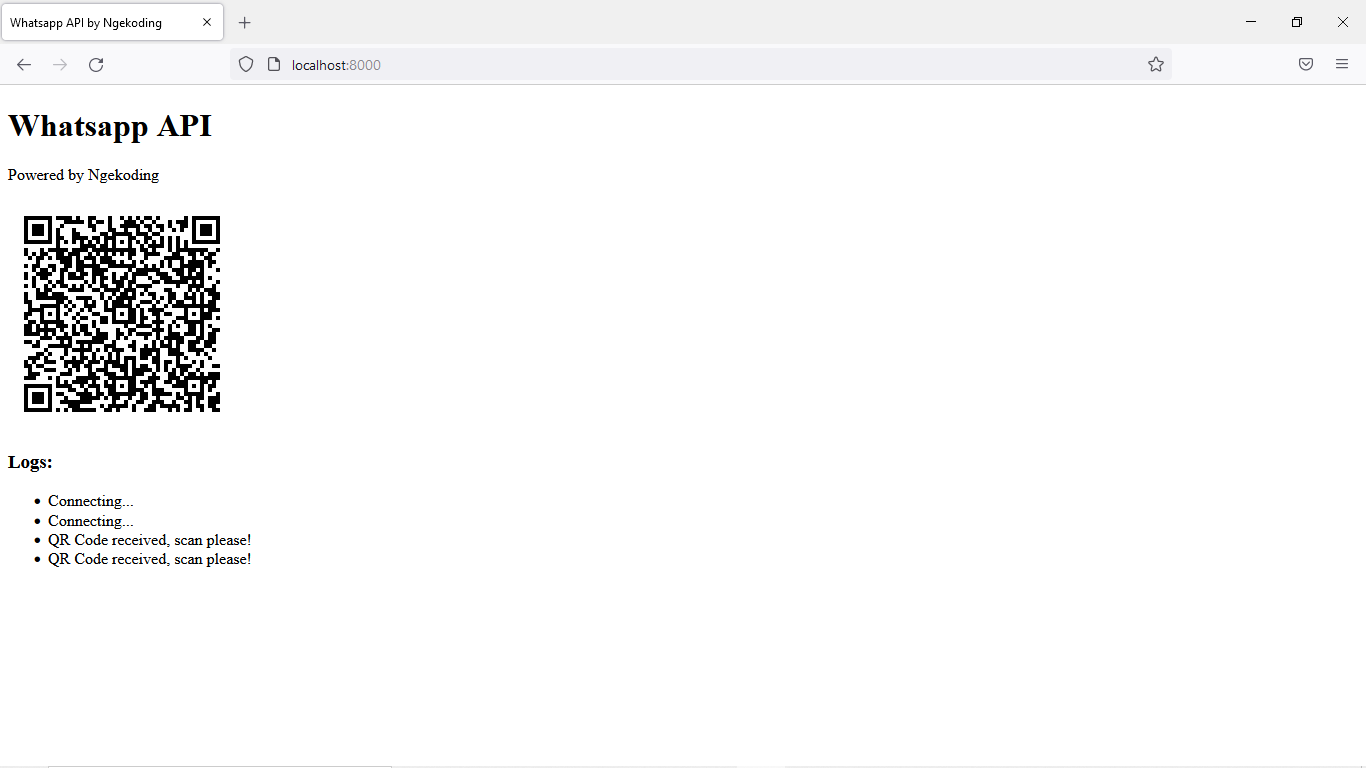 Whatsapp API by Ngekoding
localhost:8000
Whatsapp API
Powered by Ngekoding
Logs:
Connecting...
Connecting...
QR Code received, scan please!
QR Code received, scan please!